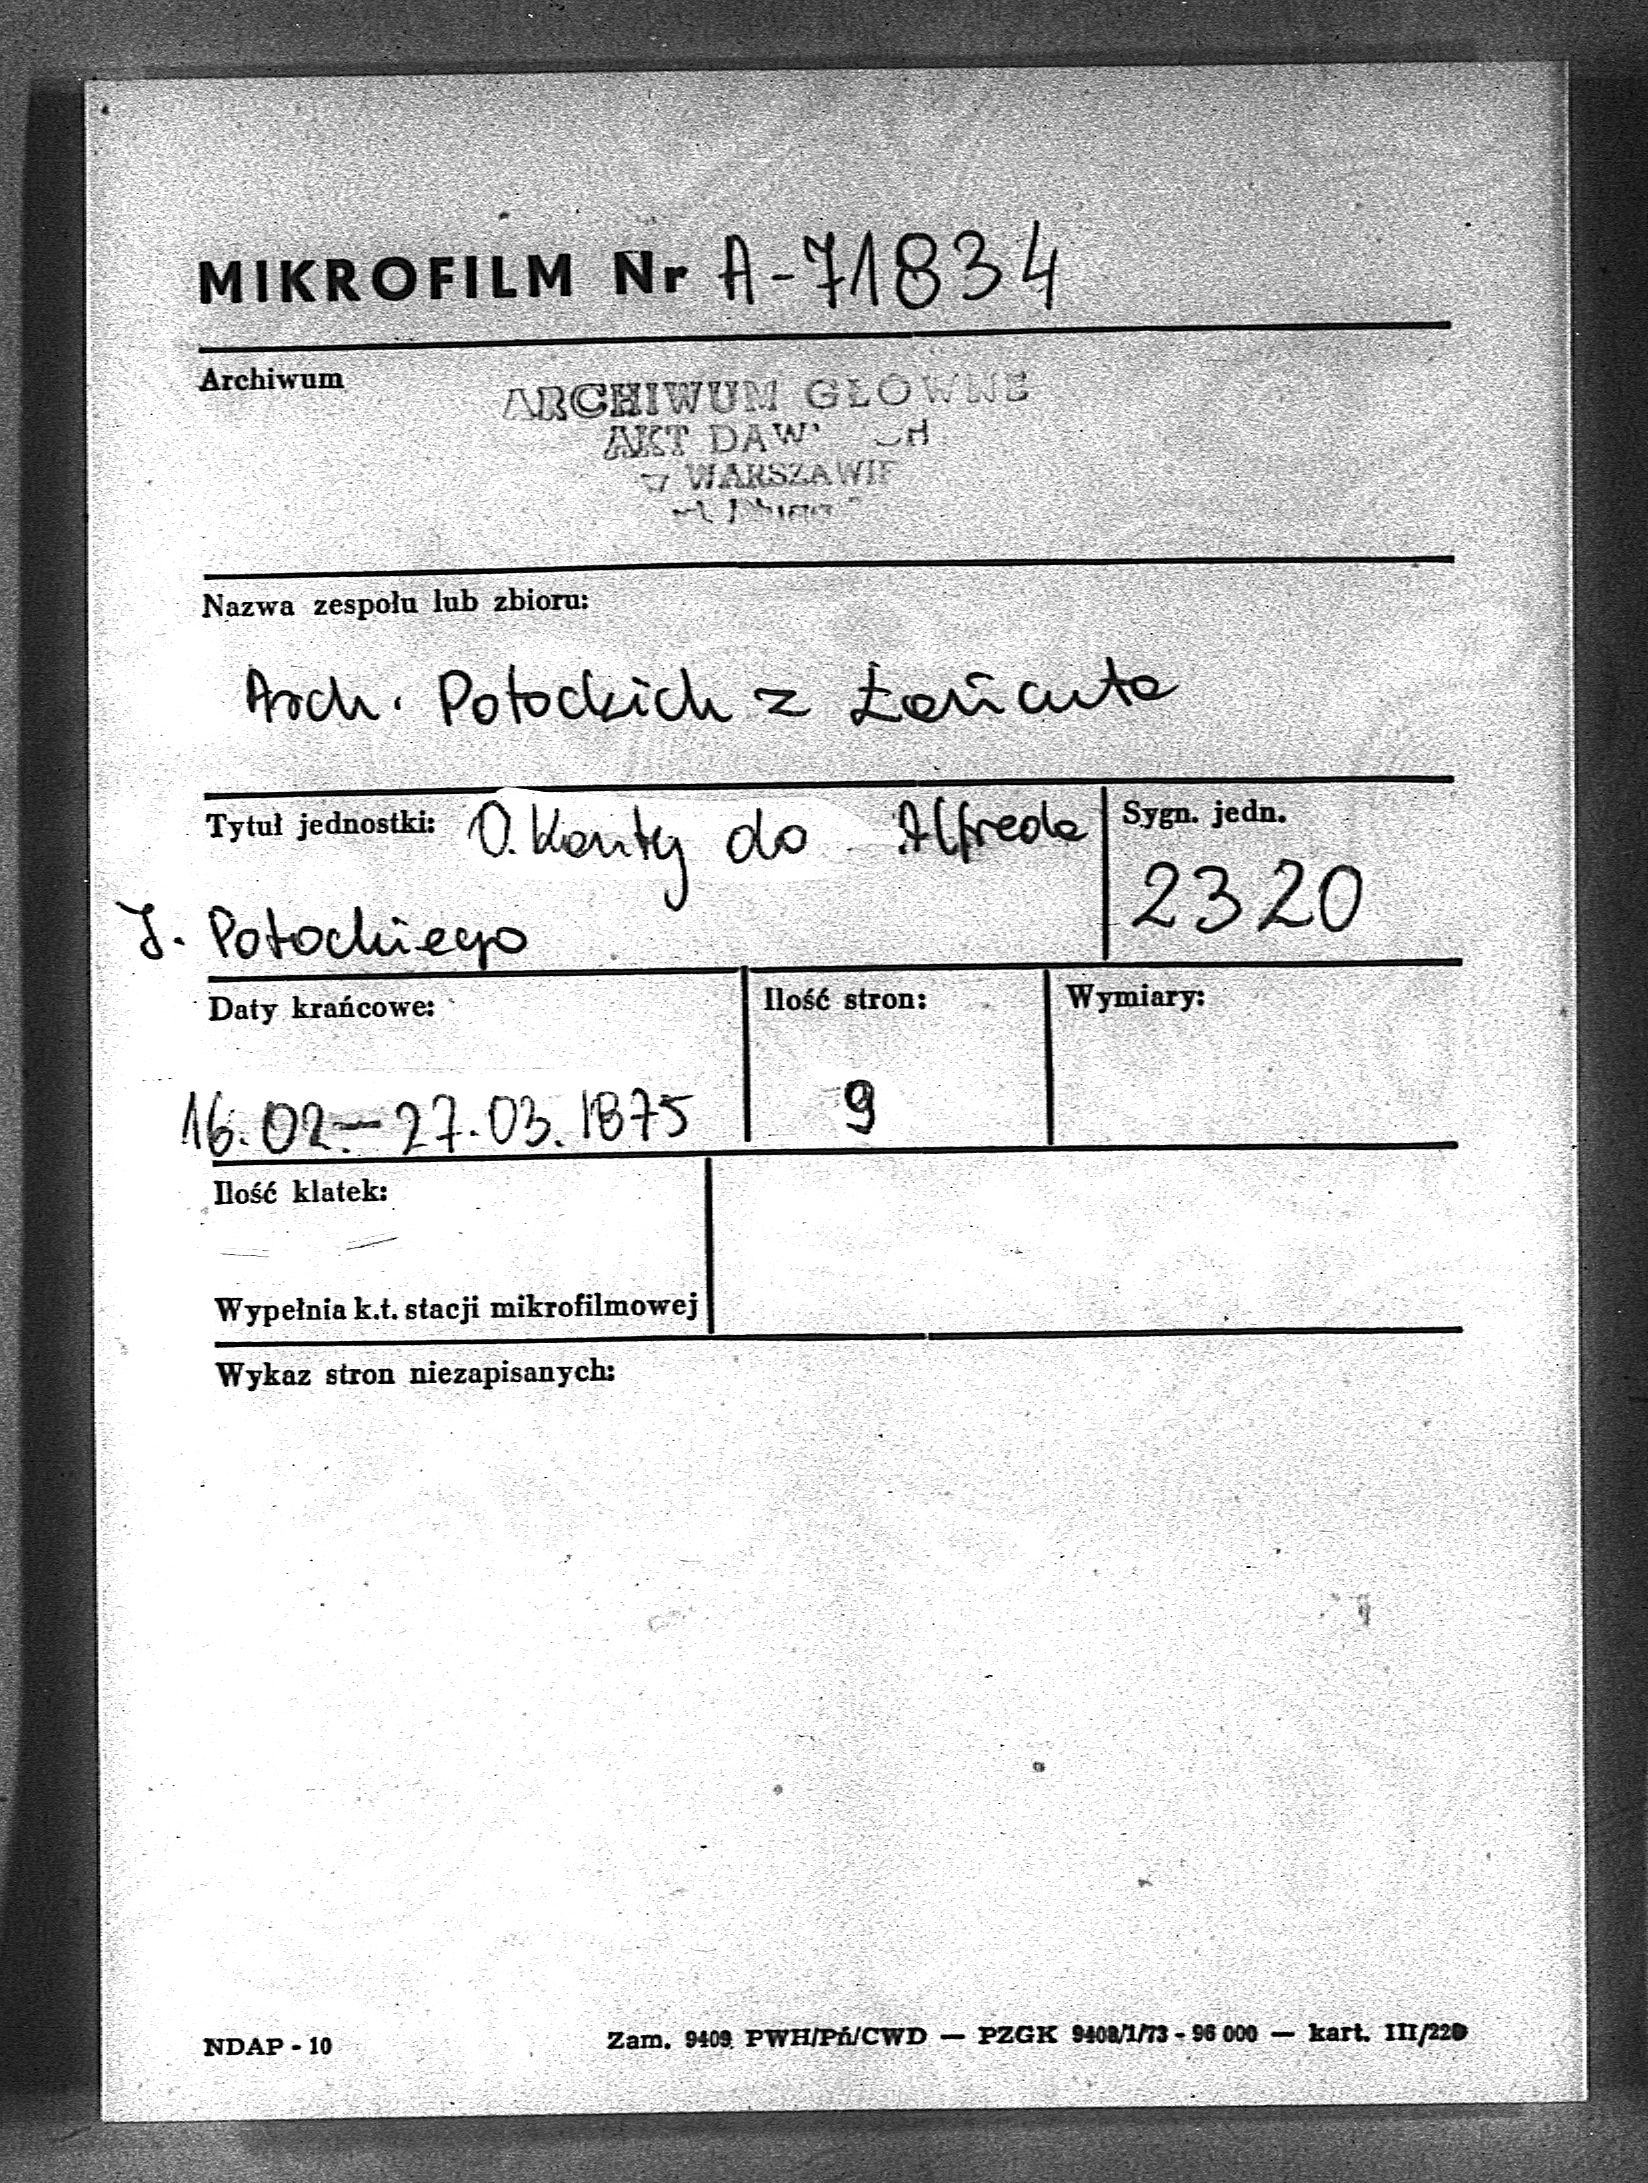 MIKROFILM Nr A-71834
Archiwum
ARCHIWUM GŁÓWNE
AKT
WARSZAWIE
Nazwa zespołu lub zbioru:
Arch. Potockich z Łańcuta
Tytuł jednostki: O. Kanty do Alfreda
Sygn. jedn.
2320
J. Potockiego
Daty krańcowe:
Ilość stron:
Wymiary:
16.02.–27.03.1875
9
Ilość klatek:
Wypełnia k.t. stacji mikrofilmowej
Wykaz stron niezapisanych:
NDAP - 10
Zam. 9409 PWH/Pń/CWD — PZGK 9408/1/73 - 96 000 — kart. III/220